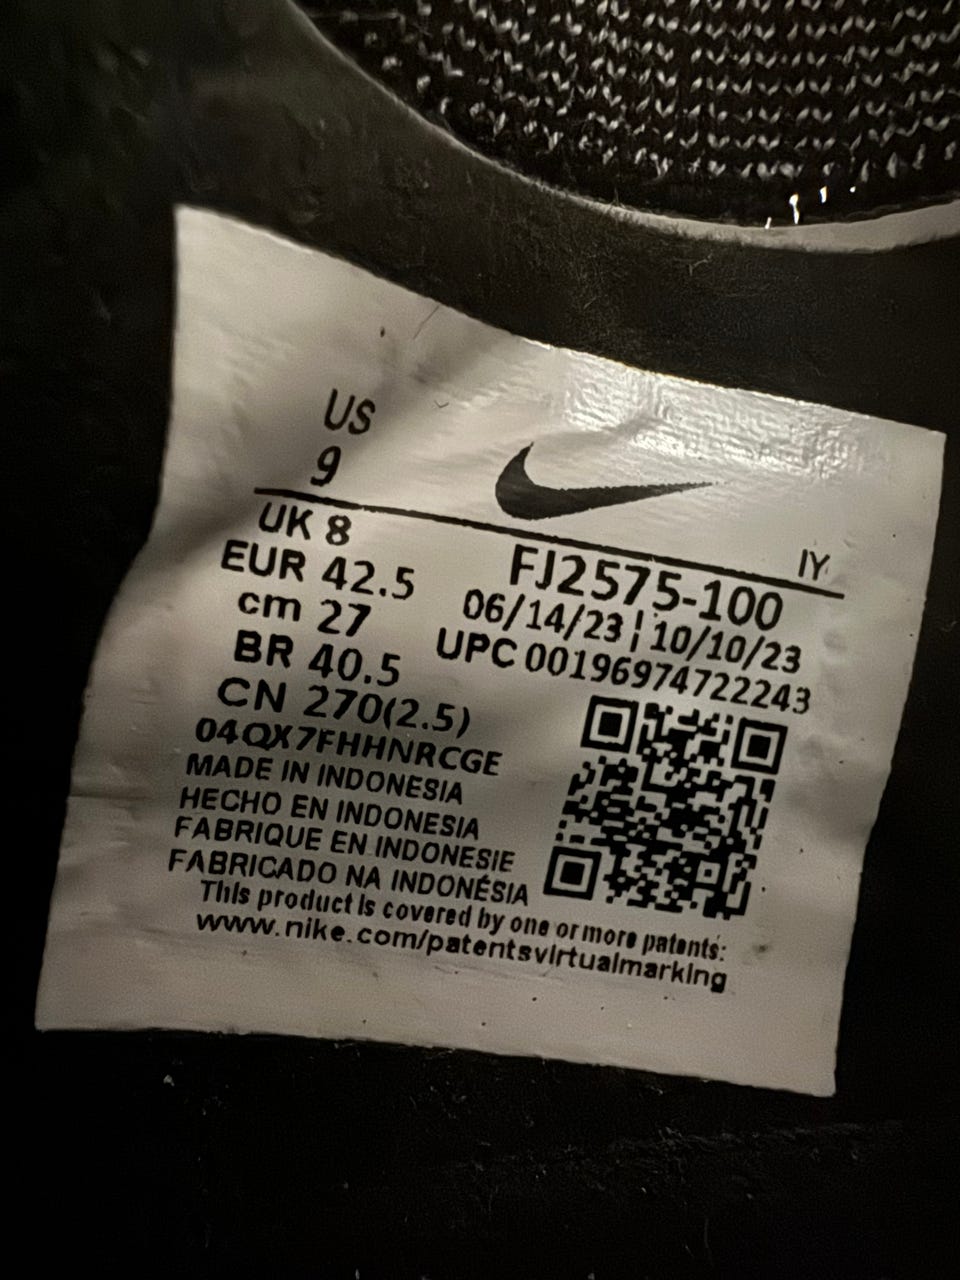 US
9
IY
UK 8
EUR 42.5
cm 27
BR 40.5
CN 270(2.5)
FJ2575-100
06/14/23 | 10/10/23
UPC 00196974722243
04QX7FHHNRCGE
MADE IN INDONESIA
HECHO EN INDONESIA
FABRIQUE EN INDONESIE
FABRICADO NA INDONÉSIA
This product is covered by one or more patents:
www.nike.com/patentsvirtualmarking